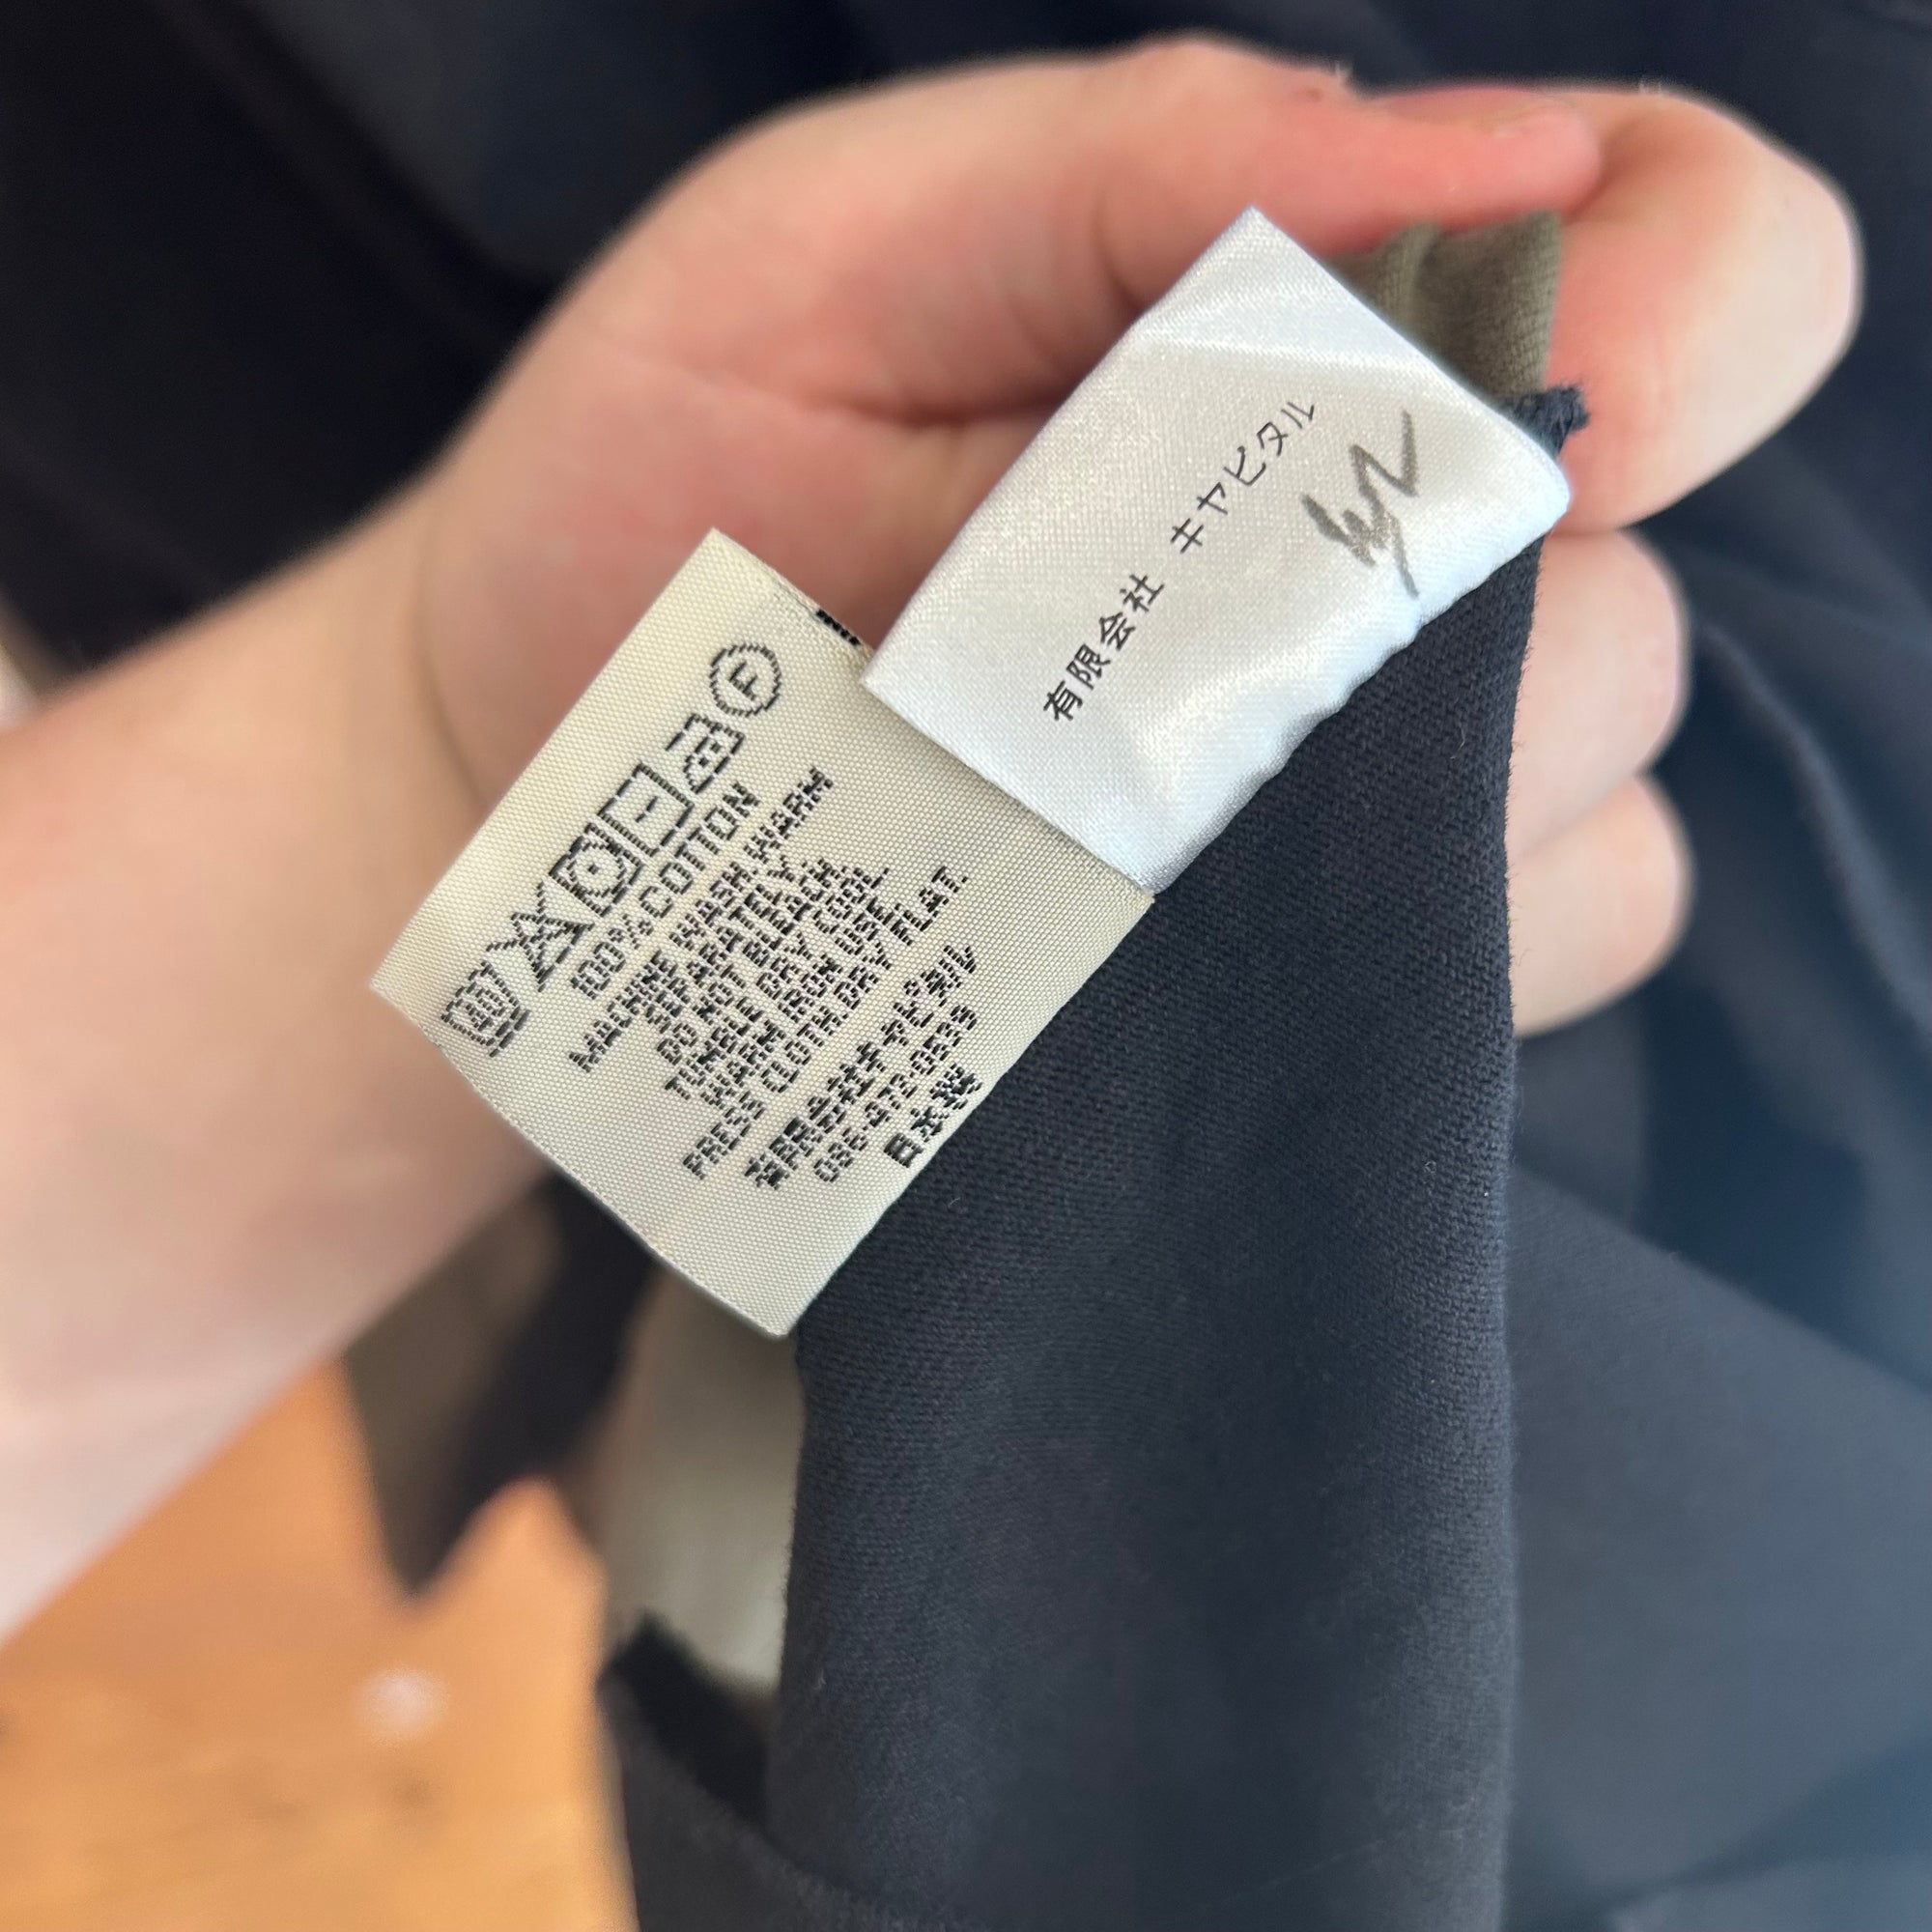 有限会社 キャピタル
F
100%COTTON
MACHINE WASH,WARM
SEPARATELY.
DO NOT BLEACH.
TUMBLE DRY COOL.
WARM IRON USE
PRESS CLOTH.DRY FLAT.
有限会社キャピタル
086-473-0539
日本製